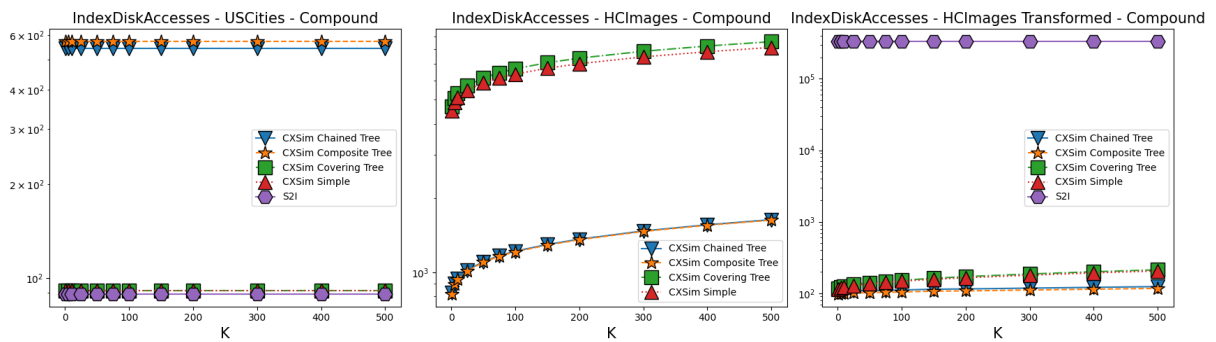 IndexDiskAccesses - USCities - Compound
6 × 10²
4 × 10²
3 × 10²
2 × 10²
10²
CXSim Chained Tree
CXSim Composite Tree
CXSim Covering Tree
CXSim Simple
S2I
0 100 200 300 400 500
K
IndexDiskAccesses - HCImages - Compound
10³
CXSim Chained Tree
CXSim Composite Tree
CXSim Covering Tree
CXSim Simple
0 100 200 300 400 500
K
IndexDiskAccesses - HCImages Transformed - Compound
10⁵
10⁴
10³
10²
CXSim Chained Tree
CXSim Composite Tree
CXSim Covering Tree
CXSim Simple
S2I
0 100 200 300 400 500
K